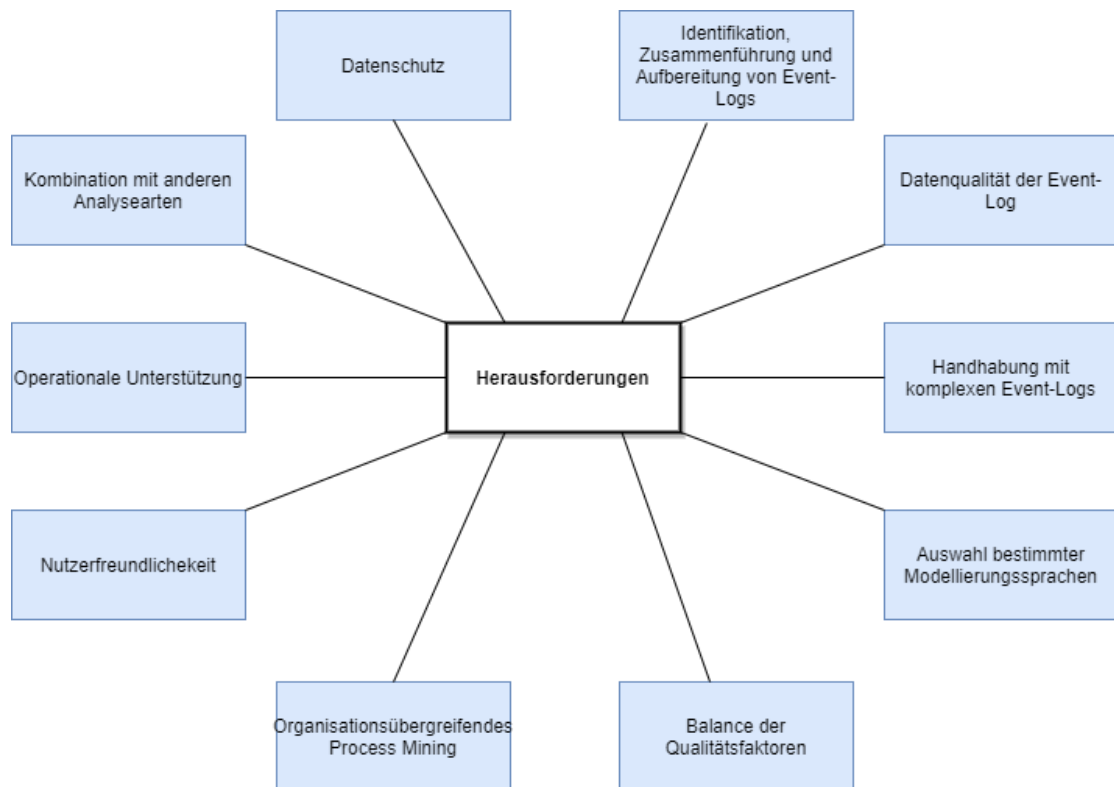 Datenschutz
Identifikation,
Zusammenführung und
Aufbereitung von Event-
Logs
Kombination mit anderen
Analysearten
Datenqualität der Event-
Log
Operationale Unterstützung
Herausforderungen
Handhabung mit
komplexen Event-Logs
Nutzerfreundlichekeit
Auswahl bestimmter
Modellierungssprachen
Organisationsübergreifendes
Process Mining
Balance der
Qualitätsfaktoren